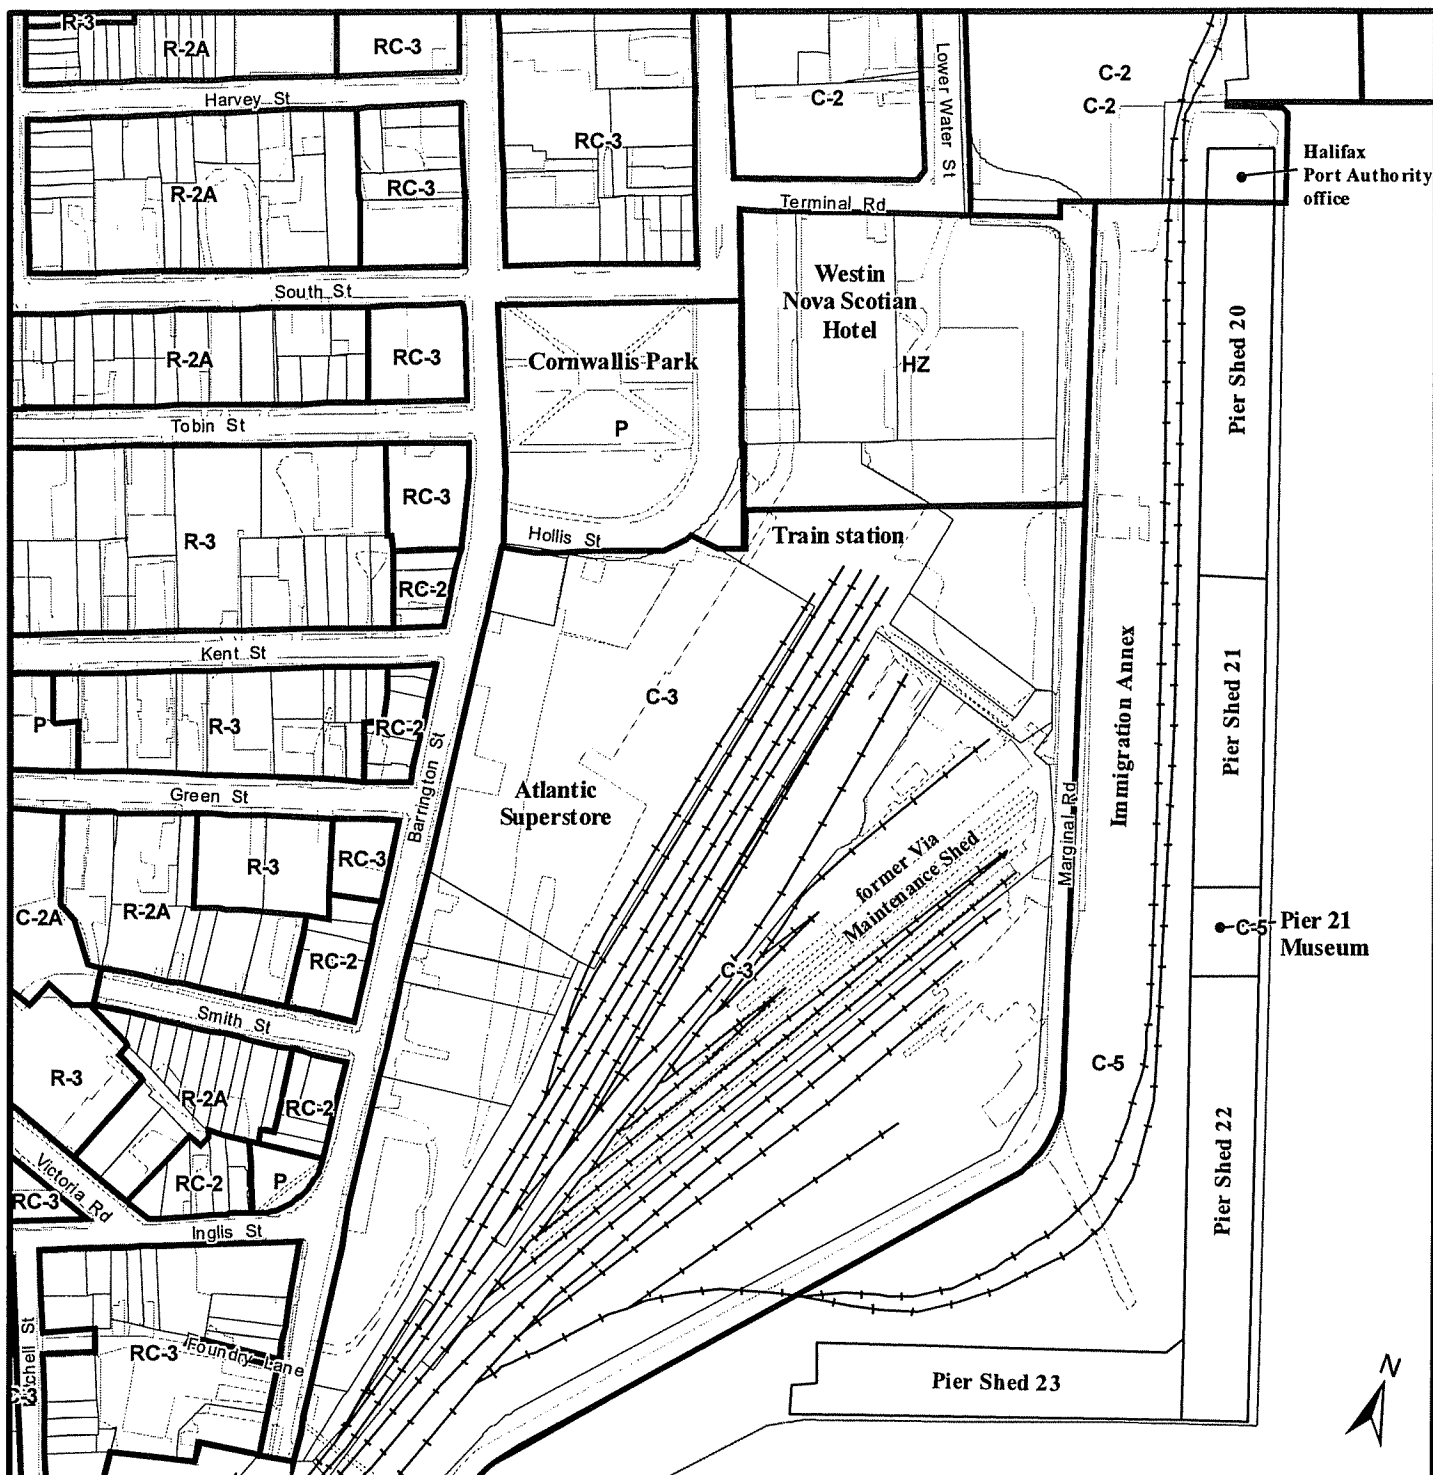 R-3
R-2A
RC-3
C-2
C-2
C-2
Lower Water St
Harvey St
RC-3
Halifax
Port Authority
office
R-2A
RC-3
Terminal Rd
South St
Westin
Nova Scotian
Hotel
HZ
Pier Shed 20
R-2A
RC-3
Cornwallis Park
P
Tobin St
RC-3
R-3
RC-2
Hollis St
Train station
Kent St
P
R-3
RC-2
C-3
Immigration Annex
Pier Shed 21
Green St
Barrington St
Atlantic
Superstore
Marginal Rd
former Via
Maintenance Shed
R-3
RC-3
C-2A
R-2A
RC-2
C-3
C-5
Pier 21
Museum
Smith St
R-3
R-2A
RC-2
C-5
Victoria Rd
RC-3
RC-2
P
Pier Shed 22
Inglis St
RC-3
Foundry Lane
Pier Shed 23
N